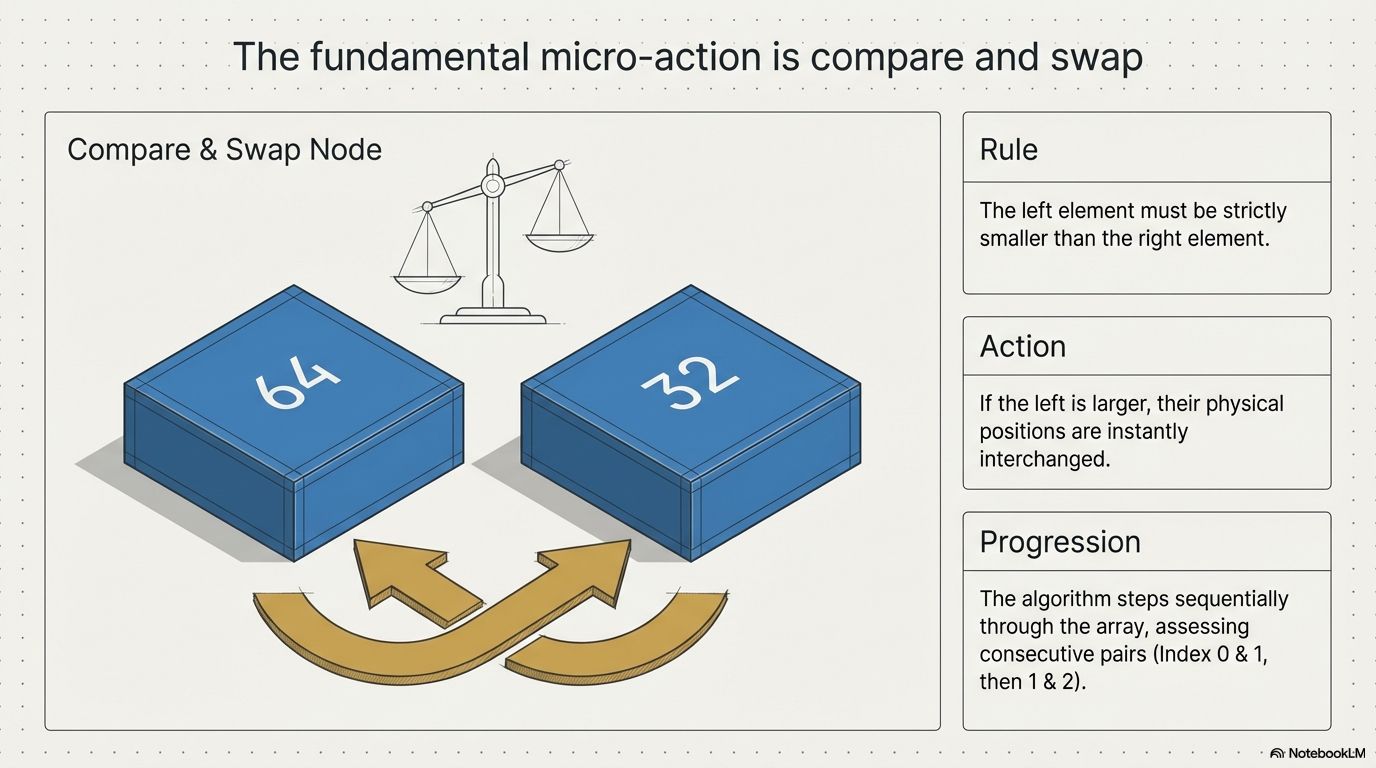 The fundamental micro-action is compare and swap
Compare & Swap Node
64
32
Rule
The left element must be strictly
smaller than the right element.
Action
If the left is larger, their physical
positions are instantly
interchanged.
Progression
The algorithm steps sequentially
through the array, assessing
consecutive pairs (Index 0 & 1,
then 1 & 2).
NotebookLM